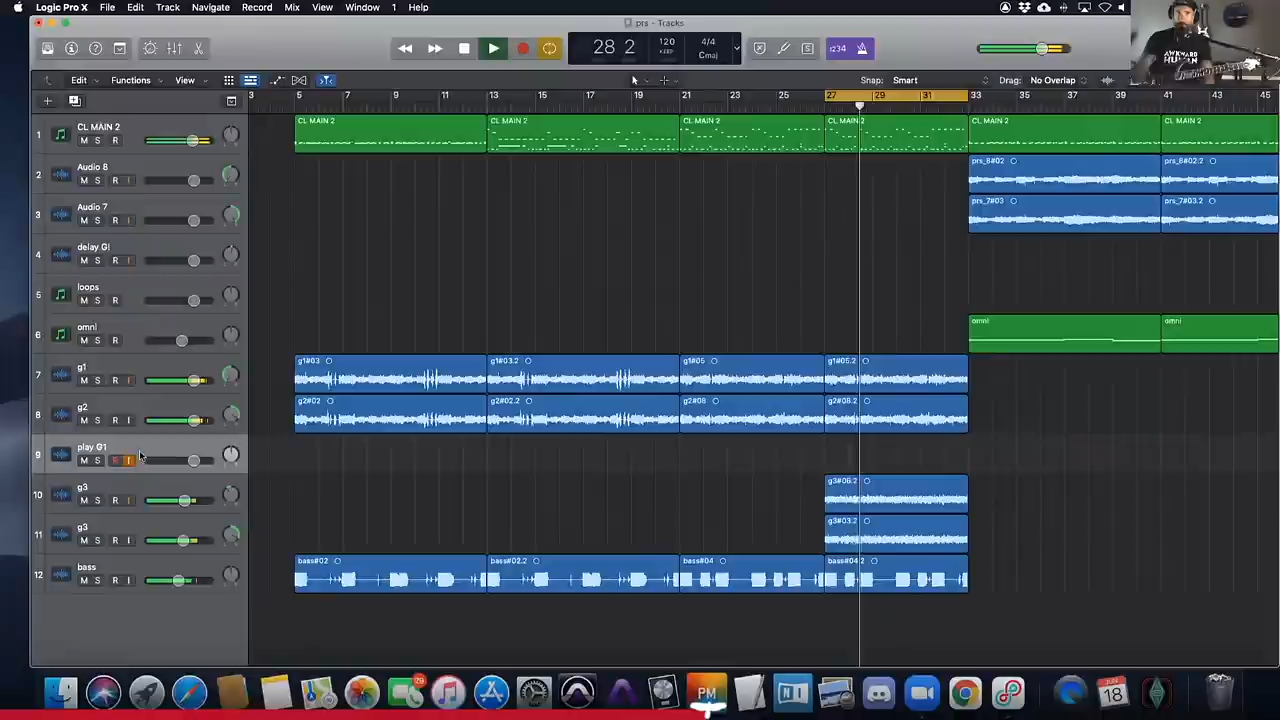 Logic Pro X File Edit Track Navigate Record Mix View Window 1 Help
prs - Tracks
28 2 120 4/4
KEEP Cmaj
1234
Edit Functions View Snap: Smart Drag: No Overlap
3 5 7 9 11 13 15 17 19 21 23 25 27 29 31 33 35 37 39 41 43 45
AWKWARD
HUMAN
1 CL MAIN 2
M S R
CL MAIN 2 CL MAIN 2 CL MAIN 2 CL MAIN 2 CL MAIN 2 CL MAIN 2
2 Audio 8
M S R I
prs_8#02 prs_8#02.2
3 Audio 7
M S R I
prs_7#03 prs_7#03.2
4 delay G!
M S R I
5 loops
M S R
6 omni
M S R
omni omni
7 g1
M S R I
g1#03 g1#03.2 g1#05 g1#05.2
8 g2
M S R I
g2#02 g2#02.2 g2#08 g2#08.2
9 play G1
M S R I
10 g3
M S R I
g3#06.2
11 g3
M S R I
g3#03.2
12 bass
M S R I
bass#02 bass#02.2 bass#04 bass#04.2
29
PM
JUN
18